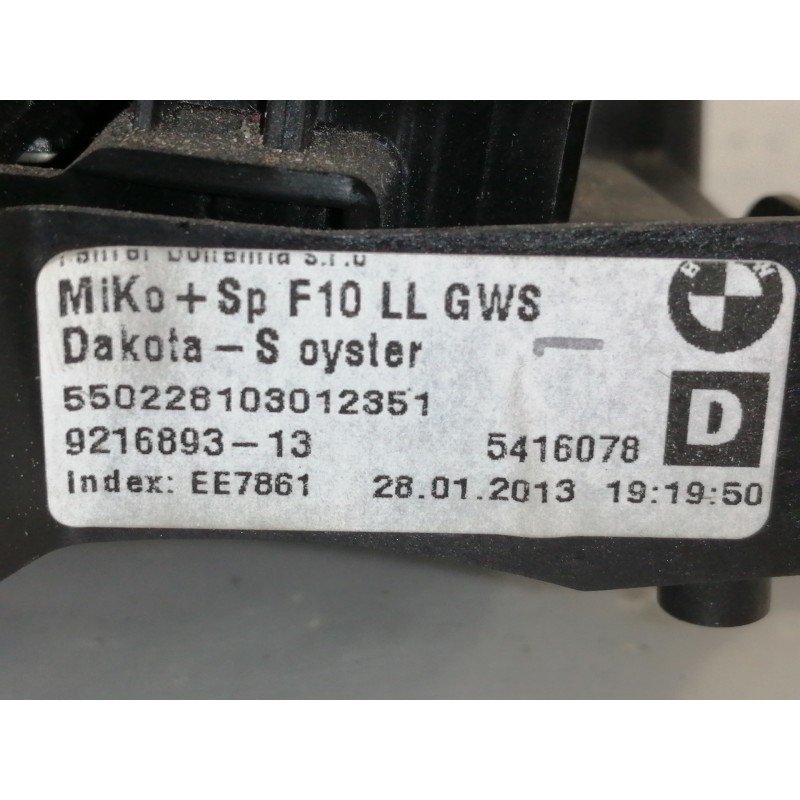 MiKo + Sp F10 LL GWS
Dakota - S oyster
550228103012351
9216893-13 5416078 D
Index: EE7861 28.01.2013 19:19:50